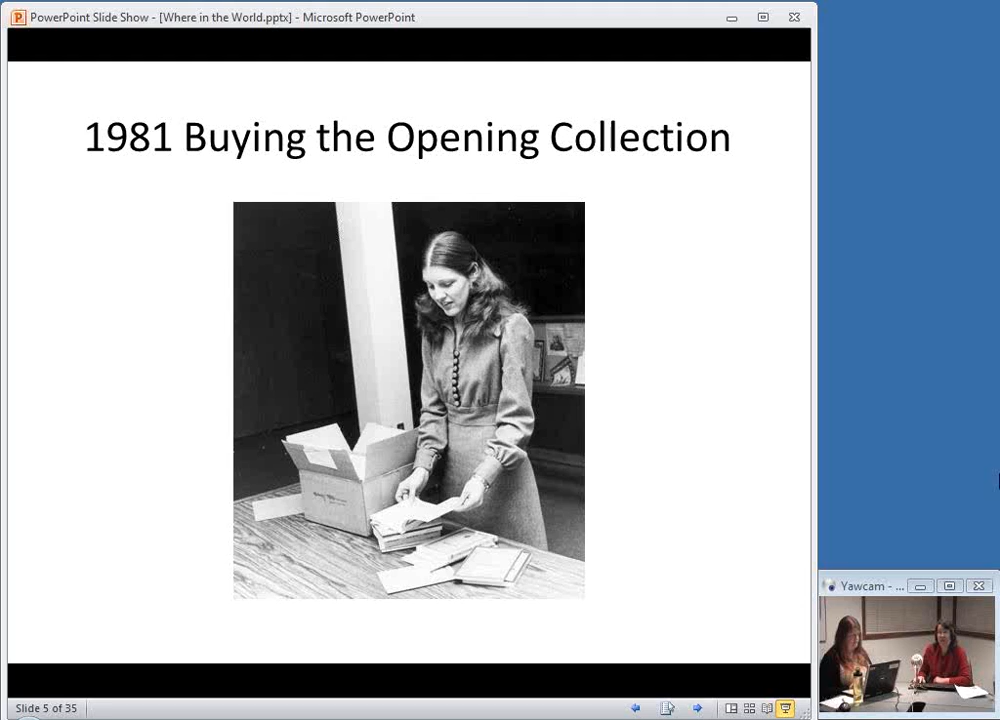 PowerPoint Slide Show - [Where in the World.pptx] - Microsoft PowerPoint
1981 Buying the Opening Collection
Yawcam - ...
Slide 5 of 35